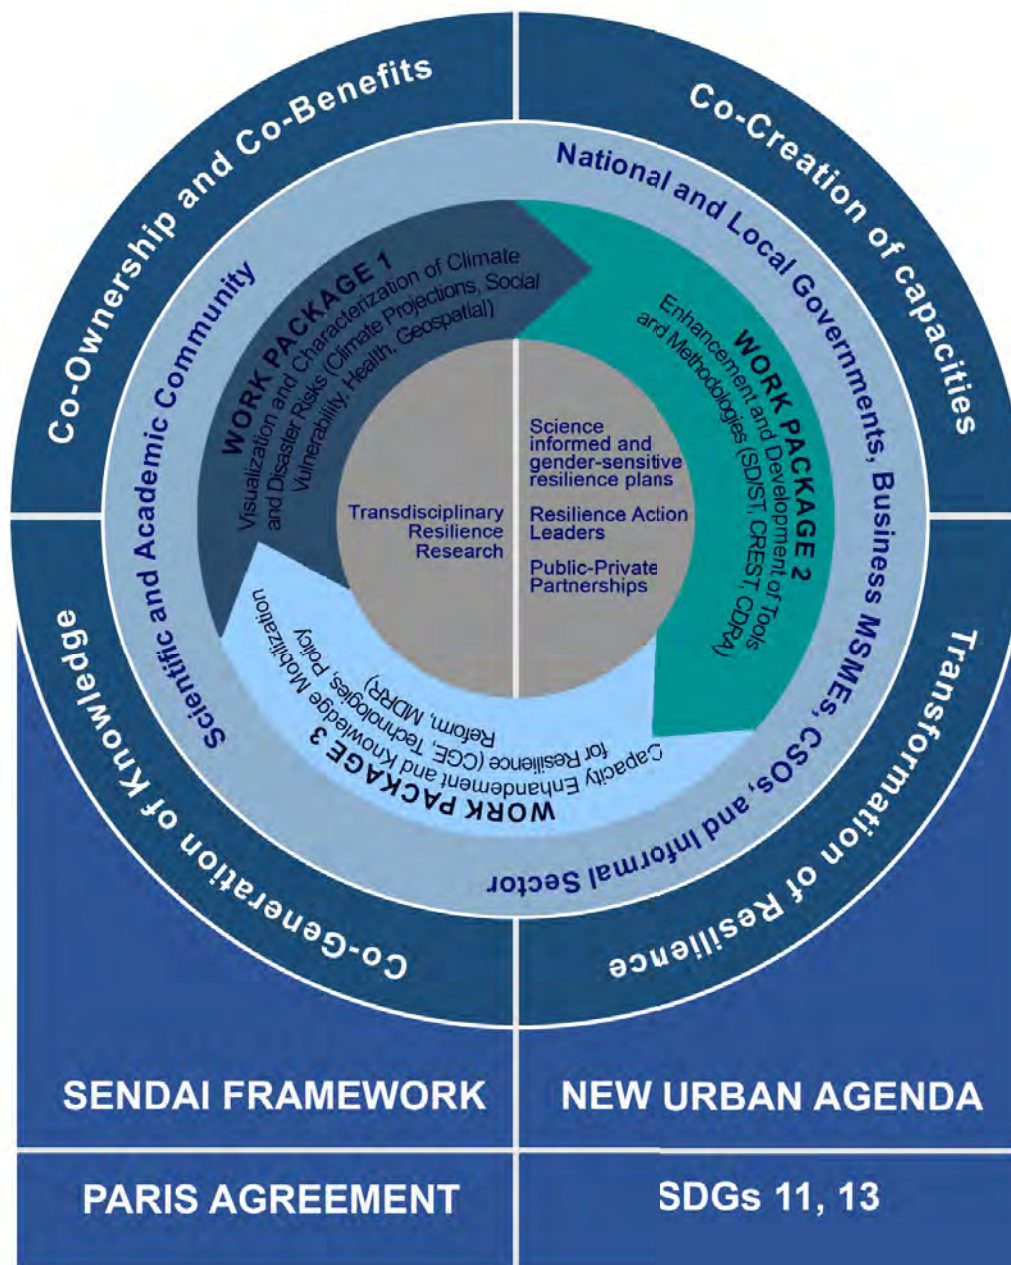 Co-Ownership and Co-Benefits
Co-Creation of capacities
Scientific and Academic Community
National and Local Governments, Business MSMEs, CSOs, and Informal Sector
WORK PACKAGE 1
Visualization and Characterization of Climate
and Disaster Risks (Climate Projections, Social
Vulnerability, Health, Geospatial)
WORK PACKAGE 2
Enhancement and Development of Tools
and Methodologies (SD/ST, CREST, CDRA)
Transdisciplinary
Resilience
Research
Science
informed and
gender-sensitive
resilience plans
Resilience Action
Leaders
Public-Private
Partnerships
WORK PACKAGE 3
Capacity Enhandement and Knowledge Mobilization
for Resilience (CGE, Technologies, Policy
Reform, MDRR)
Co-Generation of Knowledge
Transformation of Resilience
SENDAI FRAMEWORK
NEW URBAN AGENDA
PARIS AGREEMENT
SDGs 11, 13